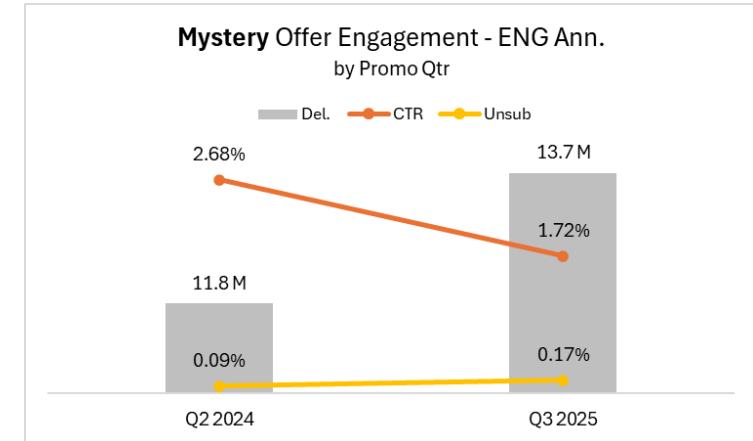 Mystery Offer Engagement - ENG Ann.
by Promo Qtr
Del. CTR Unsub
2.68%
13.7 M
1.72%
11.8 M
0.09%
0.17%
Q2 2024
Q3 2025